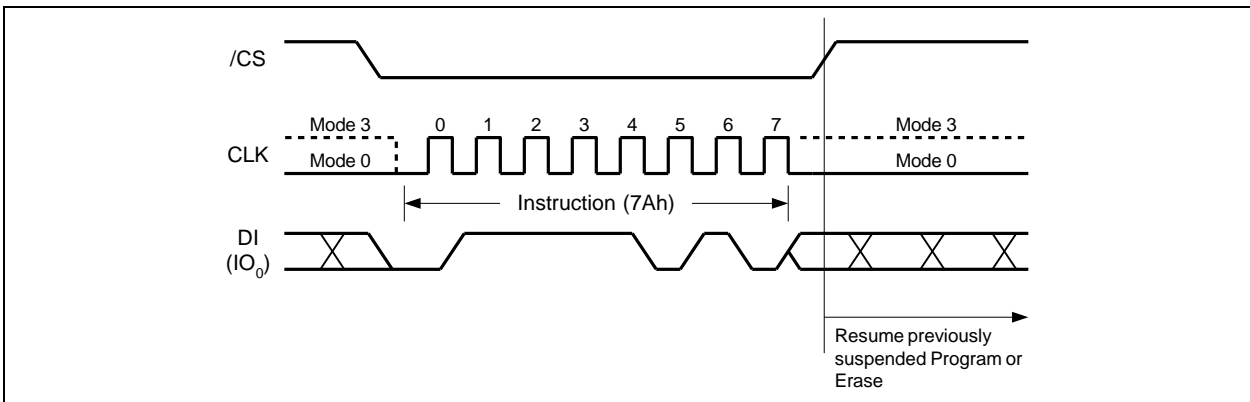 /CS
Mode 3 0 1 2 3 4 5 6 7 Mode 3
CLK
Mode 0 Mode 0
Instruction (7Ah)
DI
(IO0)
Resume previously
suspended Program or
Erase